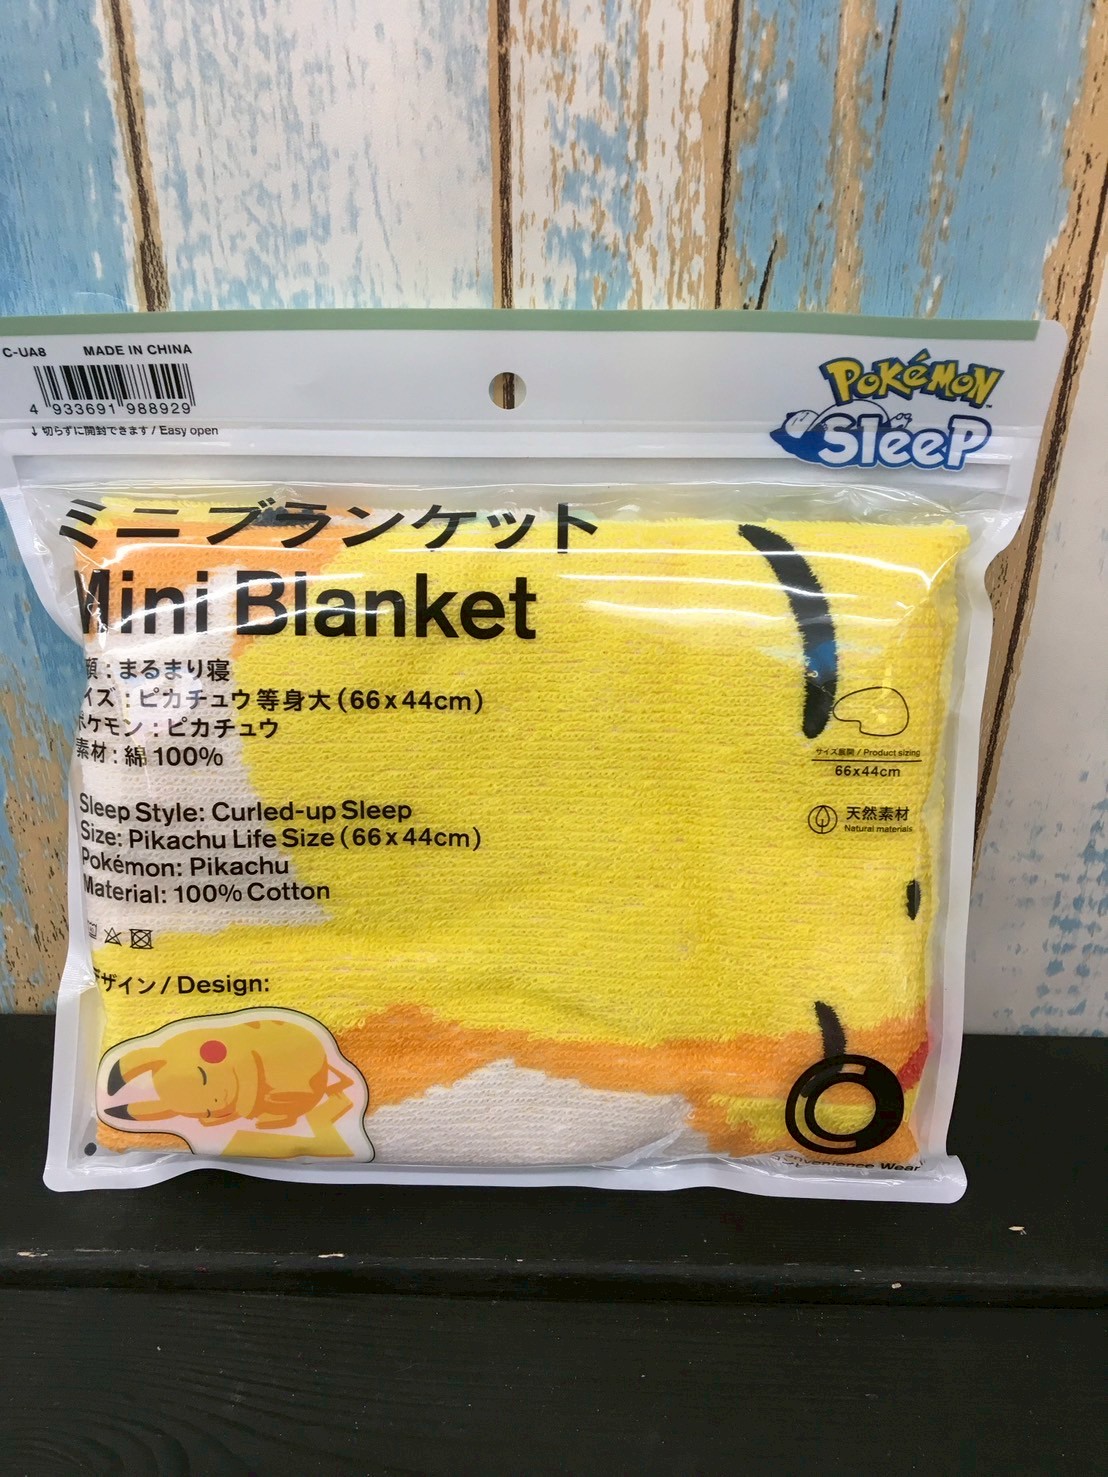 C-UA8 MADE IN CHINA
4 933691 988929
↓切らずに開封できます / Easy open
Pokémon
Sleep
ミニブランケット
Mini Blanket
：まるまり寝
イズ：ピカチュウ等身大(66x44cm)
ポケモン：ピカチュウ
素材：綿100%
Sleep Style: Curled-up Sleep
Size: Pikachu Life Size (66x44cm)
Pokémon: Pikachu
Material: 100% Cotton
サイズ展開 / Product sizing
66x44cm
天然素材
Natural materials
デザイン / Design:
Convenience Wear